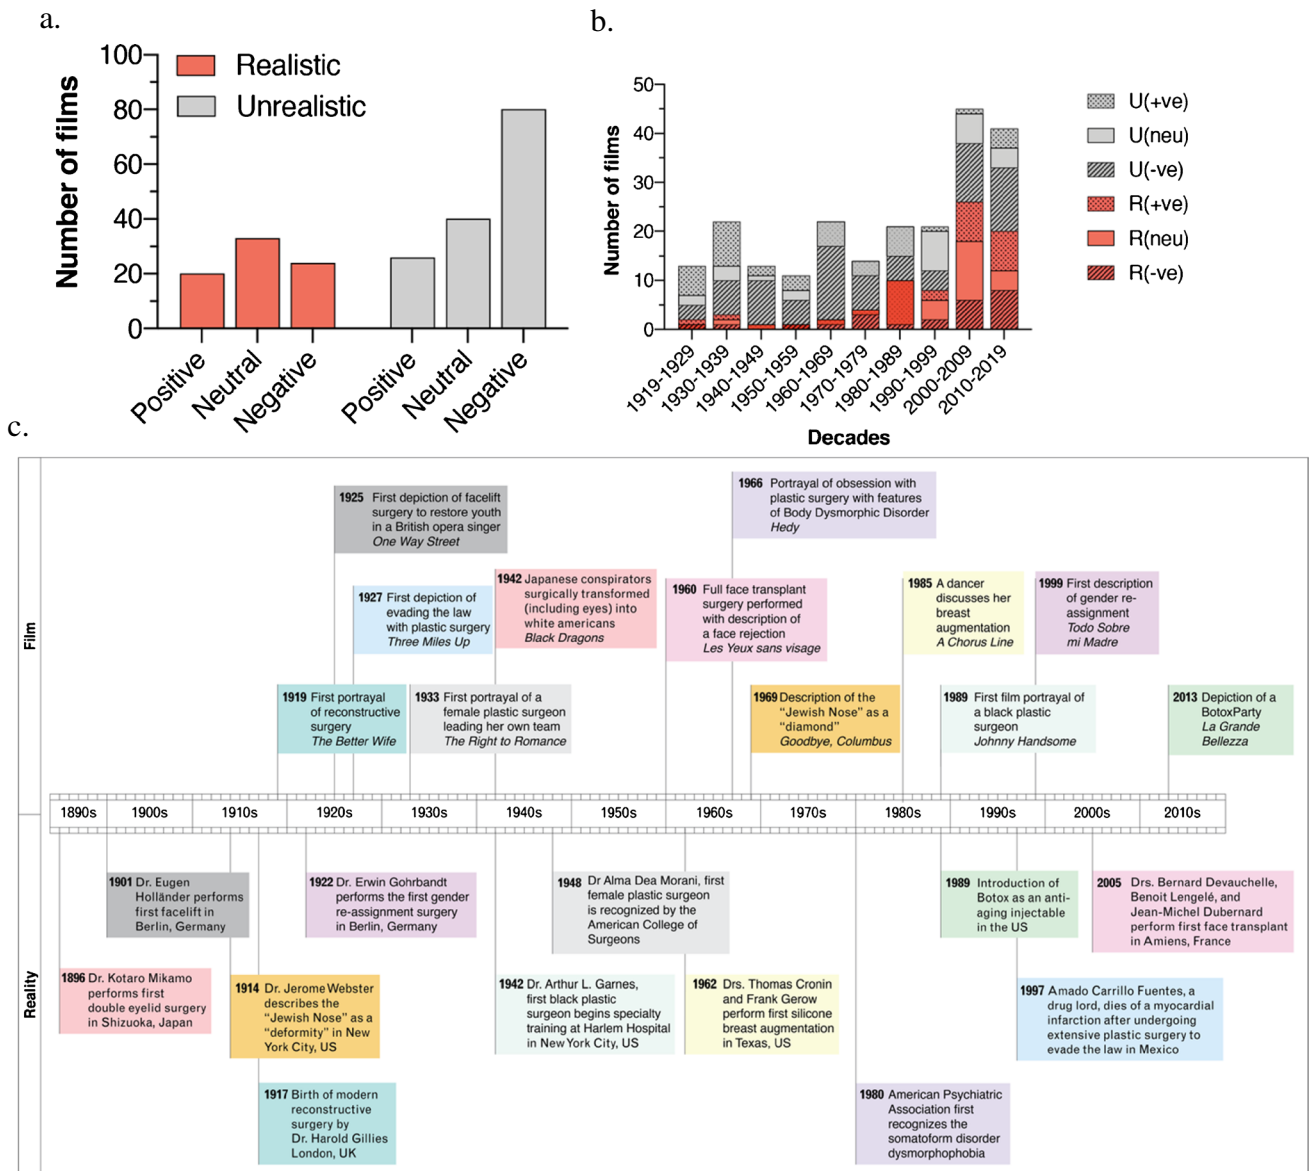 a.
100
80
60
40
20
0
Number of films
Realistic
Unrealistic
Positive
Neutral
Negative
Positive
Neutral
Negative
b.
50
40
30
20
10
0
Number of films
U(+ve)
U(neu)
U(-ve)
R(+ve)
R(neu)
R(-ve)
1919-1929
1930-1939
1940-1949
1950-1959
1960-1969
1970-1979
1980-1989
1990-1999
2000-2009
2010-2019
Decades
c.
Film
1925 First depiction of facelift
surgery to restore youth
in a British opera singer
One Way Street
1966 Portrayal of obsession with
plastic surgery with features
of Body Dysmorphic Disorder
Hedy
1927 First depiction of
evading the law
with plastic surgery
Three Miles Up
1942 Japanese conspirators
surgically transformed
(including eyes) into
white americans
Black Dragons
1960 Full face transplant
surgery performed
with description of
a face rejection
Les Yeux sans visage
1985 A dancer
discusses her
breast
augmentation
A Chorus Line
1999 First description
of gender re-
assignment
Todo Sobre
mi Madre
1919 First portrayal
of reconstructive
surgery
The Better Wife
1933 First portrayal of a
female plastic surgeon
leading her own team
The Right to Romance
1969 Description of the
“Jewish Nose” as a
“diamond”
Goodbye, Columbus
1989 First film portrayal of
a black plastic
surgeon
Johnny Handsome
2013 Depiction of a
BotoxParty
La Grande
Bellezza
1890s 1900s 1910s 1920s 1930s 1940s 1950s 1960s 1970s 1980s 1990s 2000s 2010s
Reality
1901 Dr. Eugen
Holländer performs
first facelift in
Berlin, Germany
1922 Dr. Erwin Gohrbandt
performs the first gender
re-assignment surgery
in Berlin, Germany
1948 Dr Alma Dea Morani, first
female plastic surgeon
is recognized by the
American College of
Surgeons
1989 Introduction of
Botox as an anti-
aging injectable
in the US
2005 Drs. Bernard Devauchelle,
Benoit Lengelé, and
Jean-Michel Dubernard
perform first face transplant
in Amiens, France
1896 Dr. Kotaro Mikamo
performs first
double eyelid surgery
in Shizuoka, Japan
1914 Dr. Jerome Webster
describes the
“Jewish Nose” as a
“deformity” in New
York City, US
1942 Dr. Arthur L. Garnes,
first black plastic
surgeon begins specialty
training at Harlem Hospital
in New York City, US
1962 Drs. Thomas Cronin
and Frank Gerow
perform first silicone
breast augmentation
in Texas, US
1997 Amado Carrillo Fuentes, a
drug lord, dies of a myocardial
infarction after undergoing
extensive plastic surgery to
evade the law in Mexico
1917 Birth of modern
reconstructive
surgery by
Dr. Harold Gillies
London, UK
1980 American Psychiatric
Association first
recognizes the
somatoform disorder
dysmorphophobia